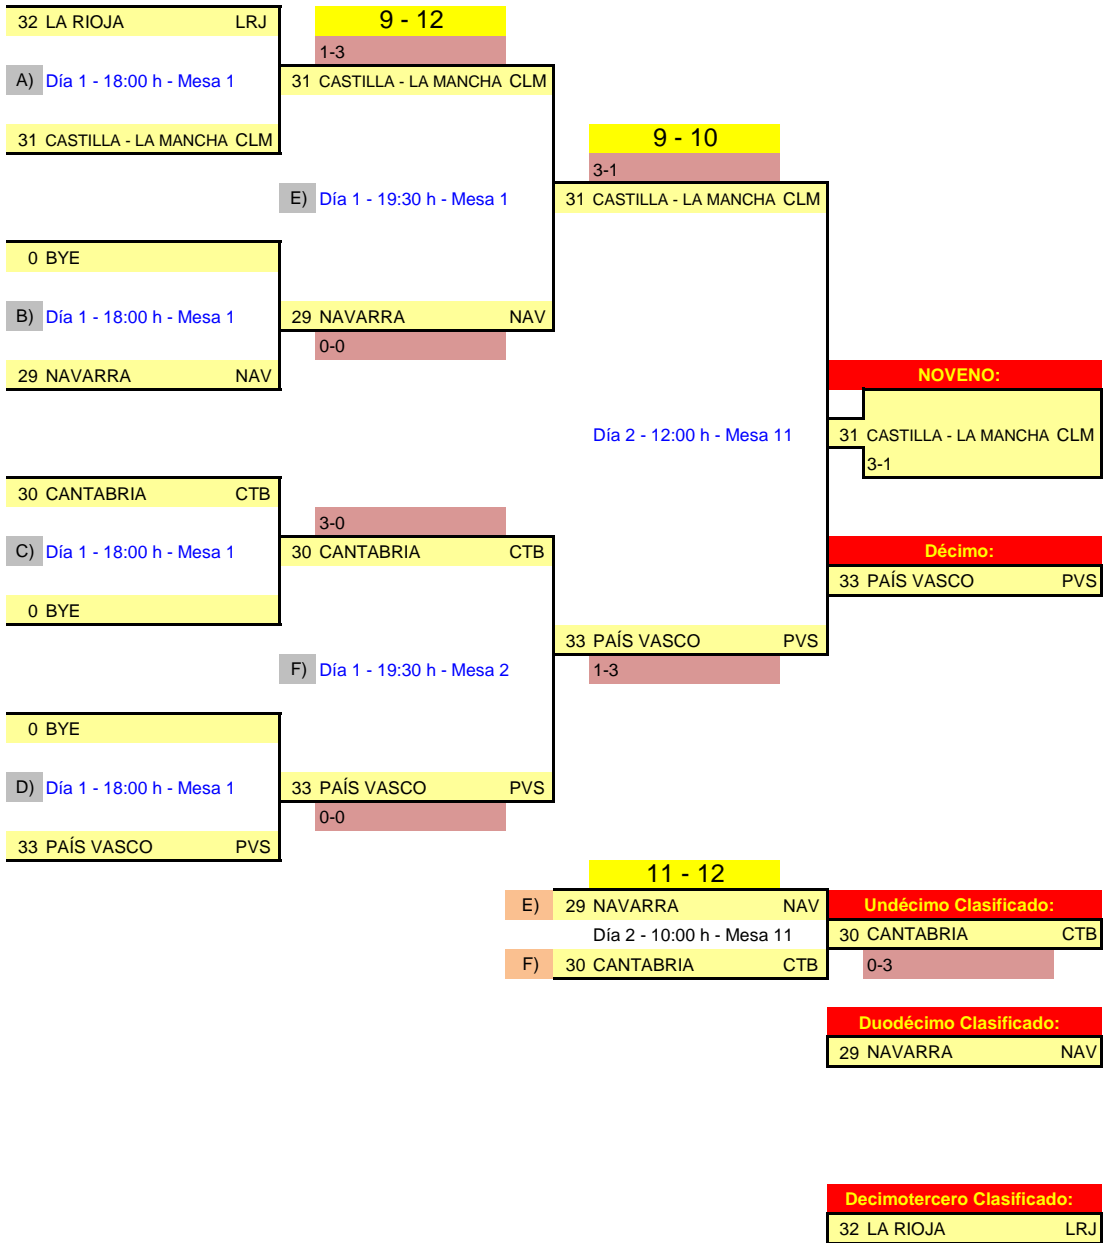 32 LA RIOJA LRJ
9 - 12
1-3
A) Día 1 - 18:00 h - Mesa 1
31 CASTILLA - LA MANCHA CLM
31 CASTILLA - LA MANCHA CLM
9 - 10
3-1
E) Día 1 - 19:30 h - Mesa 1
31 CASTILLA - LA MANCHA CLM
0 BYE
B) Día 1 - 18:00 h - Mesa 1
29 NAVARRA NAV
0-0
29 NAVARRA NAV
NOVENO:
Día 2 - 12:00 h - Mesa 11
31 CASTILLA - LA MANCHA CLM
3-1
30 CANTABRIA CTB
3-0
C) Día 1 - 18:00 h - Mesa 1
30 CANTABRIA CTB
Décimo:
33 PAÍS VASCO PVS
0 BYE
33 PAÍS VASCO PVS
F) Día 1 - 19:30 h - Mesa 2
1-3
0 BYE
D) Día 1 - 18:00 h - Mesa 1
33 PAÍS VASCO PVS
0-0
33 PAÍS VASCO PVS
11 - 12
E) 29 NAVARRA NAV
Undécimo Clasificado:
Día 2 - 10:00 h - Mesa 11
30 CANTABRIA CTB
F) 30 CANTABRIA CTB
0-3
Duodécimo Clasificado:
29 NAVARRA NAV
Decimotercero Clasificado:
32 LA RIOJA LRJ